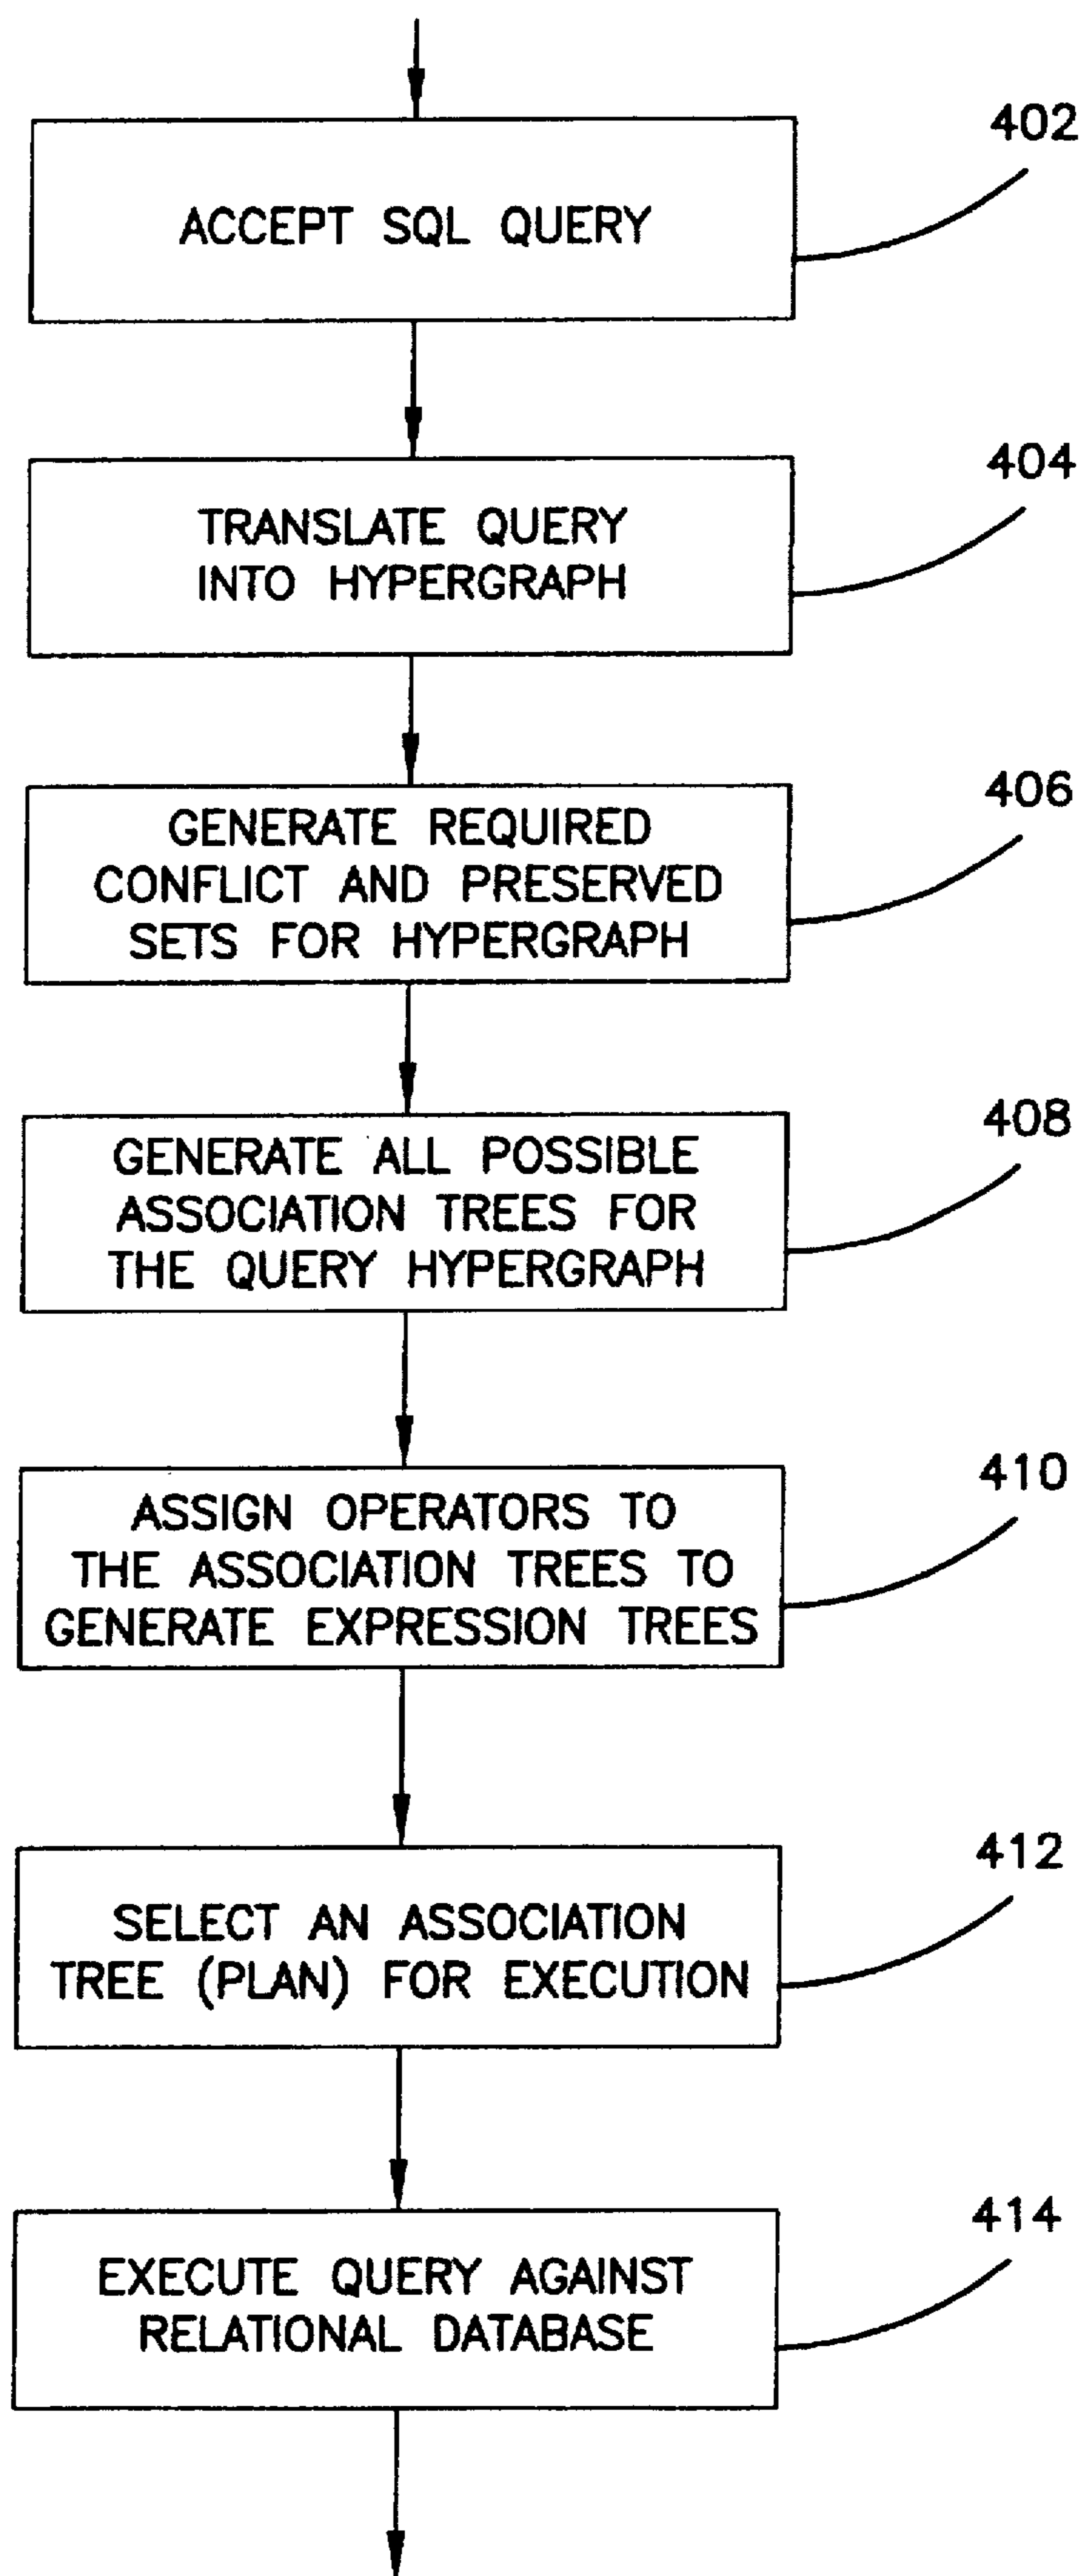 402
ACCEPT SQL QUERY
404
TRANSLATE QUERY
INTO HYPERGRAPH
406
GENERATE REQUIRED
CONFLICT AND PRESERVED
SETS FOR HYPERGRAPH
408
GENERATE ALL POSSIBLE
ASSOCIATION TREES FOR
THE QUERY HYPERGRAPH
410
ASSIGN OPERATORS TO
THE ASSOCIATION TREES TO
GENERATE EXPRESSION TREES
412
SELECT AN ASSOCIATION
TREE (PLAN) FOR EXECUTION
414
EXECUTE QUERY AGAINST
RELATIONAL DATABASE